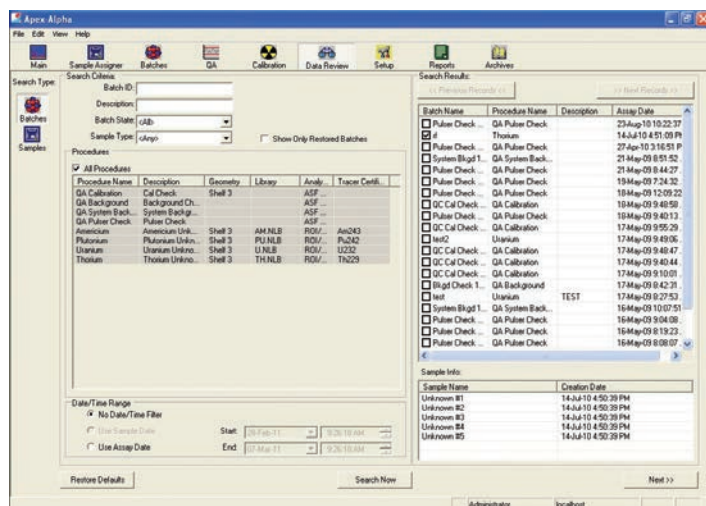 Apex-Alpha
File Edit View Help
Main Sample Assigner Batches QA Calibration Data Review Setup Reports Archives
Search Type:
Batches
Samples
Search Criteria:
Batch ID:
Description:
Batch State: <All>
Sample Type: <Any>
Show Only Restored Batches
Procedures
All Procedures
Procedure Name Description Geometry Library Analy... Tracer Certifi...
QA Calibration Cal Check Shelf 3 ASF ...
QA Background Background Ch... ASF ...
QA System Back... System Backgr... ASF ...
QA Pulser Check Pulser Check ASF ...
Americium Americium Unk... Shelf 3 AM.NLB ROI/... Am243
Plutonium Plutonium Unkn... Shelf 3 PU.NLB ROI/... Pu242
Uranium Uranium Unkno... Shelf 3 U.NLB ROI/... U232
Thorium Thorium Unkno... Shelf 3 TH.NLB ROI/... Th229
Date/Time Range
No Date/Time Filter
Use Sample Date
Use Assay Date
Start: 28-Feb-11 9:26:18 AM
End: 07-Mar-11 9:26:18 AM
Restore Defaults
Search Now
Search Results:
<< Previous Records << >> Next Records >>
Batch Name Procedure Name Description Assay Date
Pulser Check ... QA Pulser Check 23-Aug-10 10:22:37
Thorium 14-Jul-10 4:51:09 PM
Pulser Check ... QA Pulser Check 27-Apr-10 3:16:51 P
System Bkgd 1... QA System Back... 21-May-09 8:51:52
Pulser Check ... QA Pulser Check 21-May-09 8:44:27
Pulser Check ... QA Pulser Check 19-May-09 7:24:32
Pulser Check ... QA Pulser Check 18-May-09 12:09:22
QC Cal Check ... QA Calibration 18-May-09 9:48:58
Pulser Check ... QA Pulser Check 18-May-09 9:40:13
QC Cal Check ... QA Calibration 17-May-09 9:55:29
test2 Uranium 17-May-09 9:49:06
QC Cal Check ... QA Calibration 17-May-09 9:48:47
QC Cal Check ... QA Calibration 17-May-09 9:40:44
QC Cal Check ... QA Calibration 17-May-09 9:10:01
Bkgd Check 1... QA Background 17-May-09 8:42:31
test Uranium TEST 17-May-09 8:27:53
System Bkgd 1... QA System Back... 16-May-09 10:07:51
Pulser Check ... QA Pulser Check 16-May-09 9:04:08
Pulser Check ... QA Pulser Check 16-May-09 8:19:23
Pulser Check ... QA Pulser Check 16-May-09 8:08:07
Sample Info:
Sample Name Creation Date
Unknown #1 14-Jul-10 4:50:39 PM
Unknown #2 14-Jul-10 4:50:39 PM
Unknown #3 14-Jul-10 4:50:39 PM
Unknown #4 14-Jul-10 4:50:39 PM
Unknown #5 14-Jul-10 4:50:39 PM
Next >>
Administrator localhost